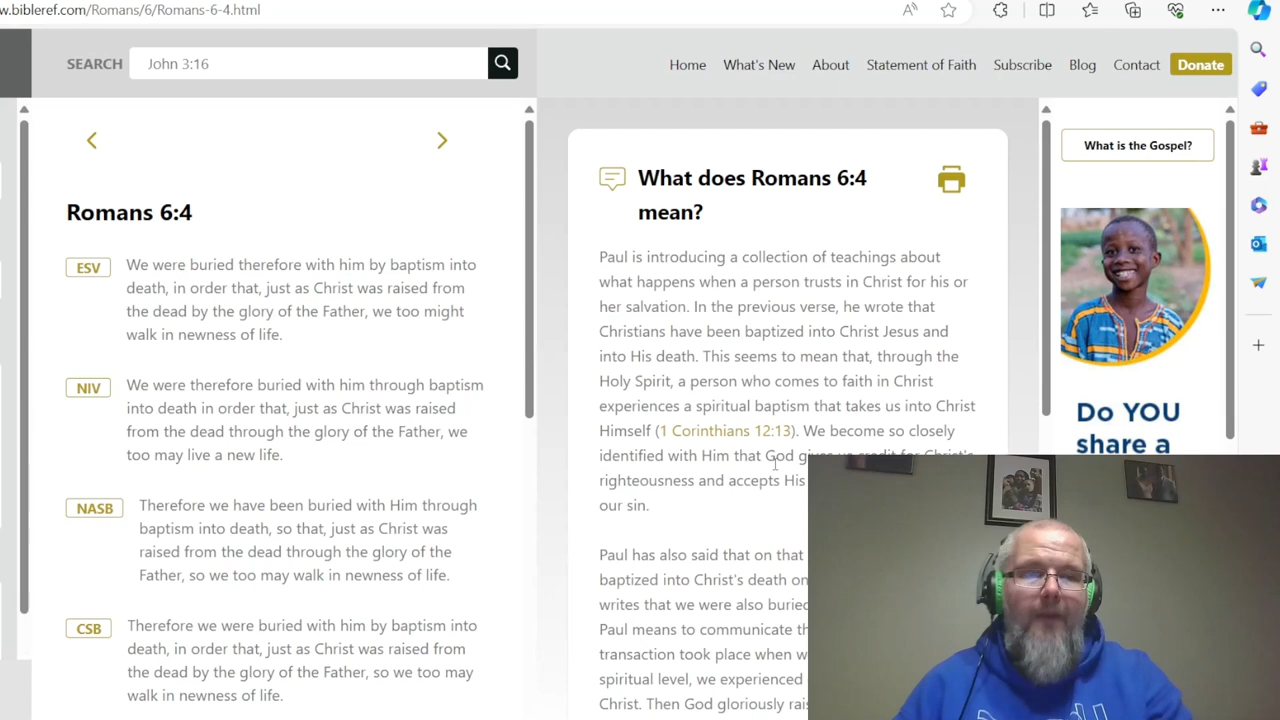 w.bibleref.com/Romans/6/Romans-6-4.html
SEARCH
John 3:16
Home What's New About Statement of Faith Subscribe Blog Contact Donate
Romans 6:4
ESV
We were buried therefore with him by baptism into
death, in order that, just as Christ was raised from
the dead by the glory of the Father, we too might
walk in newness of life.
NIV
We were therefore buried with him through baptism
into death in order that, just as Christ was raised
from the dead through the glory of the Father, we
too may live a new life.
NASB
Therefore we have been buried with Him through
baptism into death, so that, just as Christ was
raised from the dead through the glory of the
Father, so we too may walk in newness of life.
CSB
Therefore we were buried with him by baptism into
death, in order that, just as Christ was raised from
the dead by the glory of the Father, so we too may
walk in newness of life.
What does Romans 6:4
mean?
Paul is introducing a collection of teachings about
what happens when a person trusts in Christ for his or
her salvation. In the previous verse, he wrote that
Christians have been baptized into Christ Jesus and
into His death. This seems to mean that, through the
Holy Spirit, a person who comes to faith in Christ
experiences a spiritual baptism that takes us into Christ
Himself (1 Corinthians 12:13). We become so closely
identified with Him that God gives us credit for Christ's
righteousness and accepts His
our sin.
Paul has also said that on that
baptized into Christ's death on
writes that we were also buried
Paul means to communicate
transaction took place when
spiritual level, we experienced
Christ. Then God gloriously
What is the Gospel?
Do YOU
share a